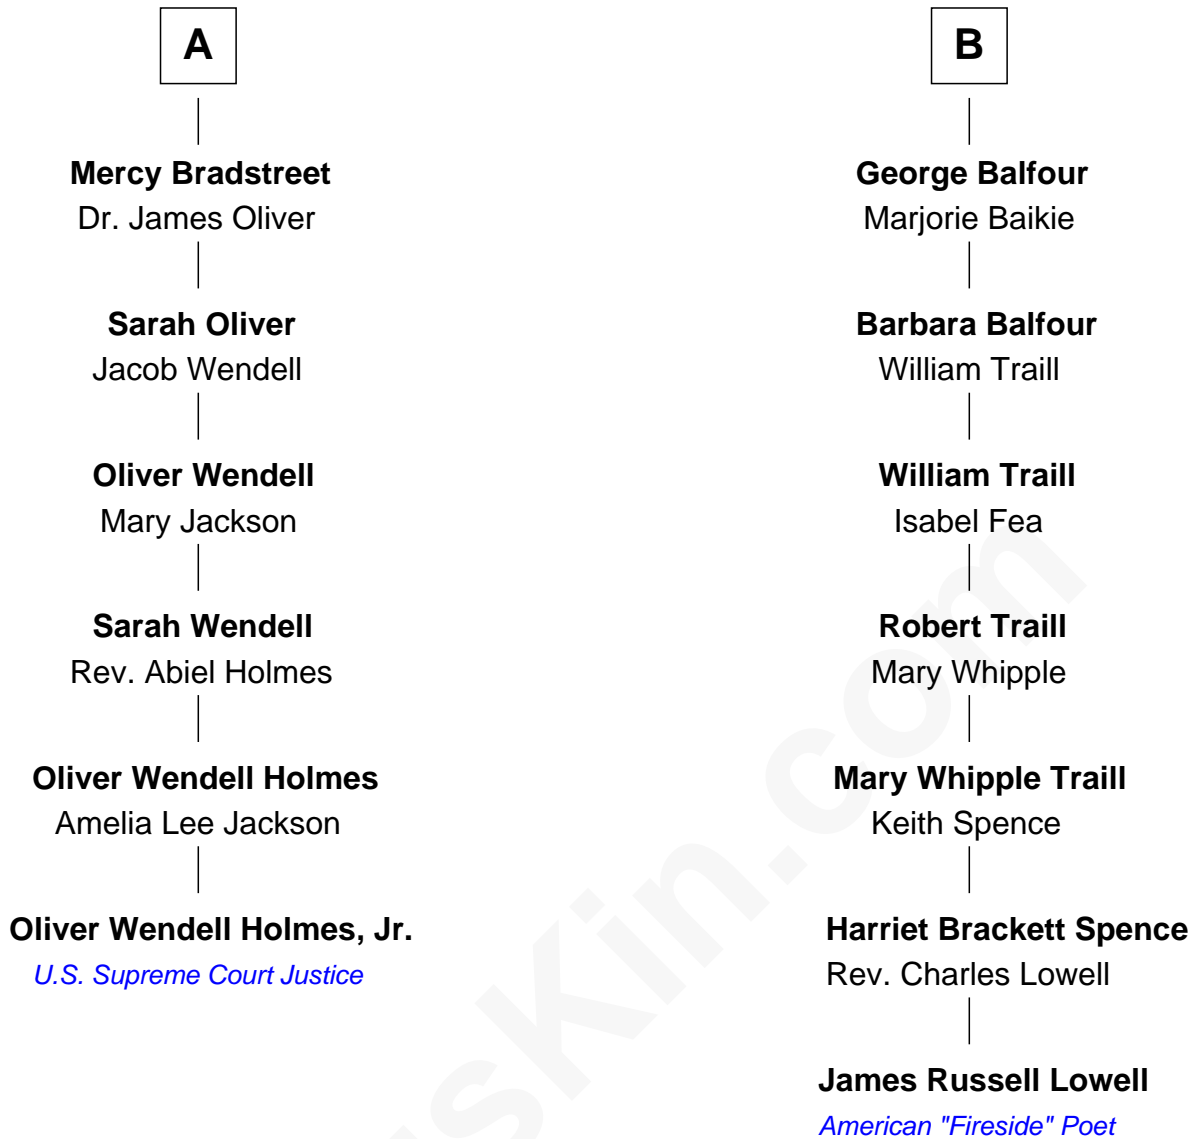 A
Mercy Bradstreet
Dr. James Oliver
Sarah Oliver
Jacob Wendell
Oliver Wendell
Mary Jackson
Sarah Wendell
Rev. Abiel Holmes
Oliver Wendell Holmes
Amelia Lee Jackson
Oliver Wendell Holmes, Jr.
U.S. Supreme Court Justice
B
George Balfour
Marjorie Baikie
Barbara Balfour
William Traill
William Traill
Isabel Fea
Robert Traill
Mary Whipple
Mary Whipple Traill
Keith Spence
Harriet Brackett Spence
Rev. Charles Lowell
James Russell Lowell
American "Fireside" Poet
sKin.com